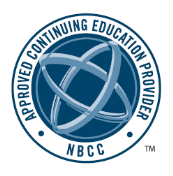 APPROVED CONTINUING EDUCATION PROVIDER
NBCC
TM